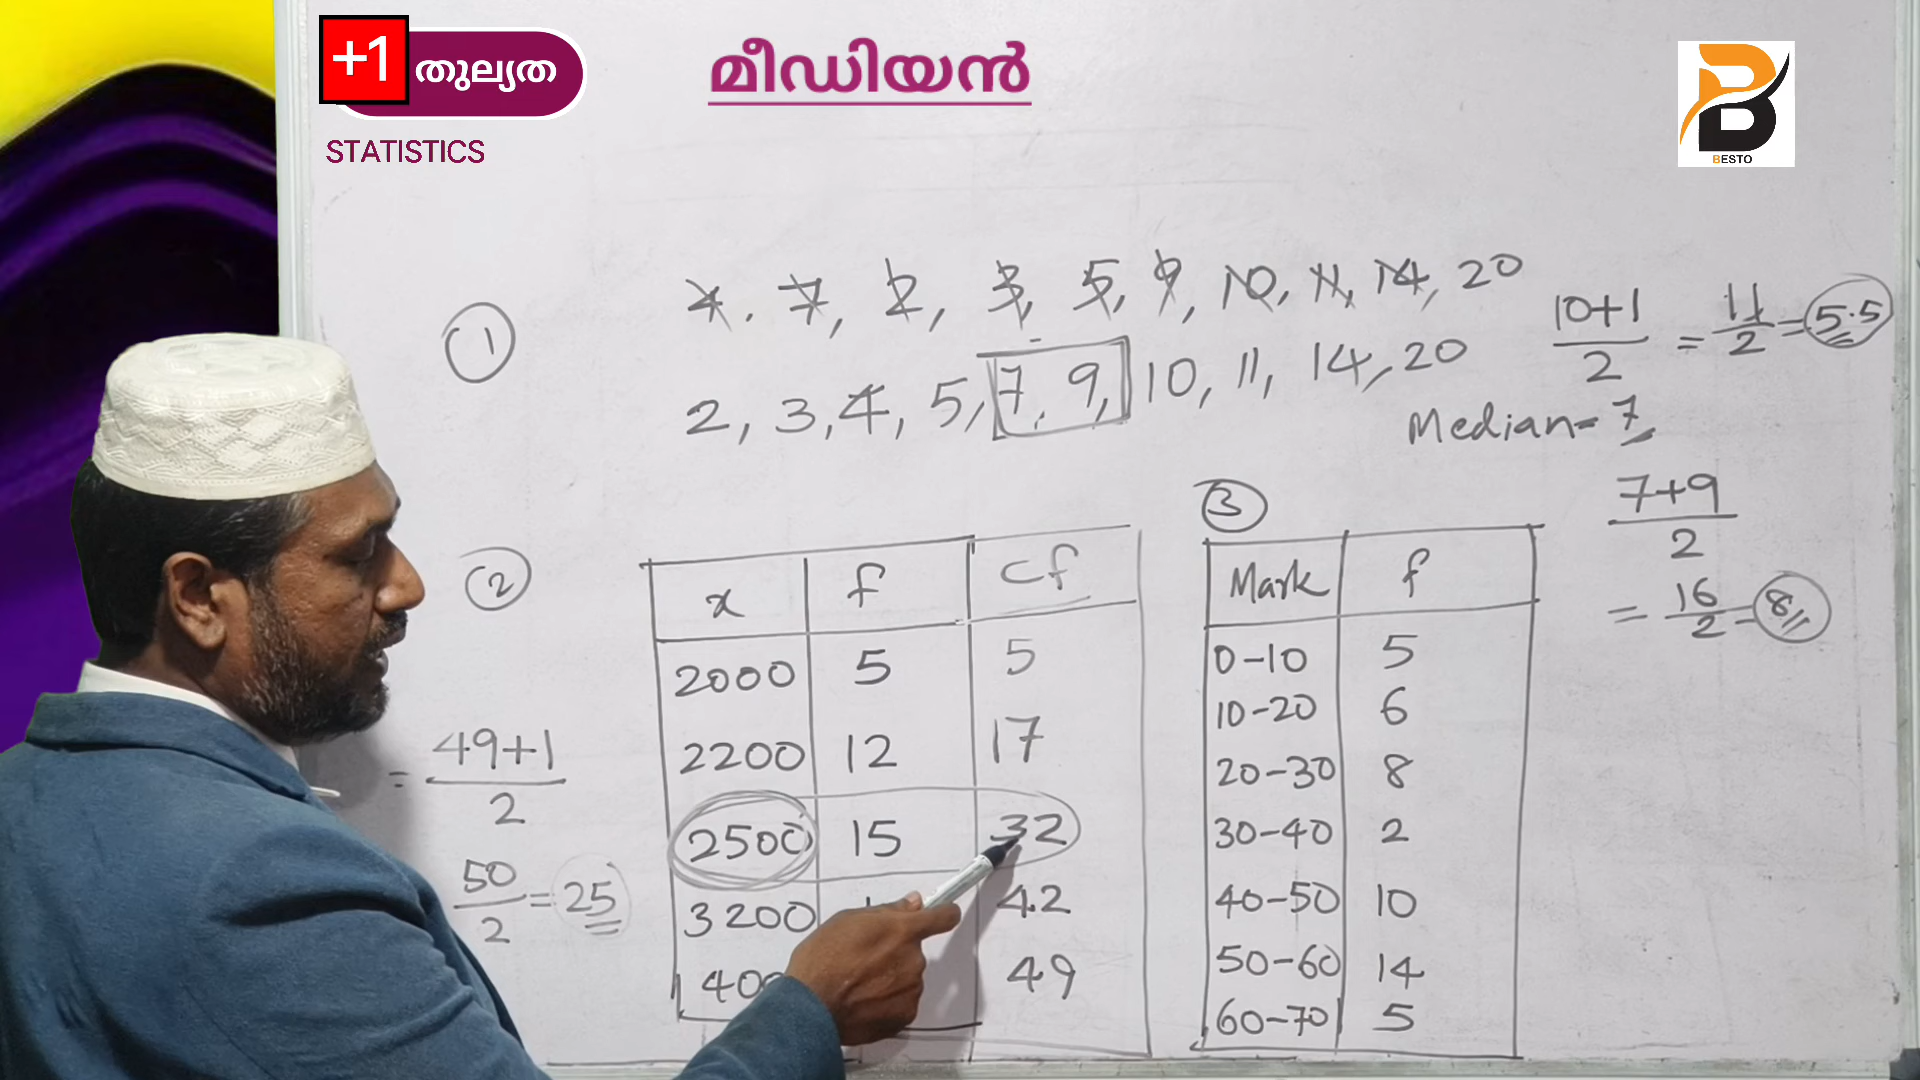 +1 തുല്യത
മീഡിയൻ
STATISTICS
B
BESTO
1
4, 7, 2, 3, 5, 9, 10, 11, 14, 20
2, 3, 4, 5, 7, 9, 10, 11, 14, 20
10+1/2 = 11/2 = 5.5
Median = 7
7+9/2
= 16/2 = 8
2
= 49+1/2
50/2 = 25
x f cf
2000 5 5
2200 12 17
2500 15 32
3200 42
49
3
Mark f
0-10 5
10-20 6
20-30 8
30-40 2
40-50 10
50-60 14
60-70 5